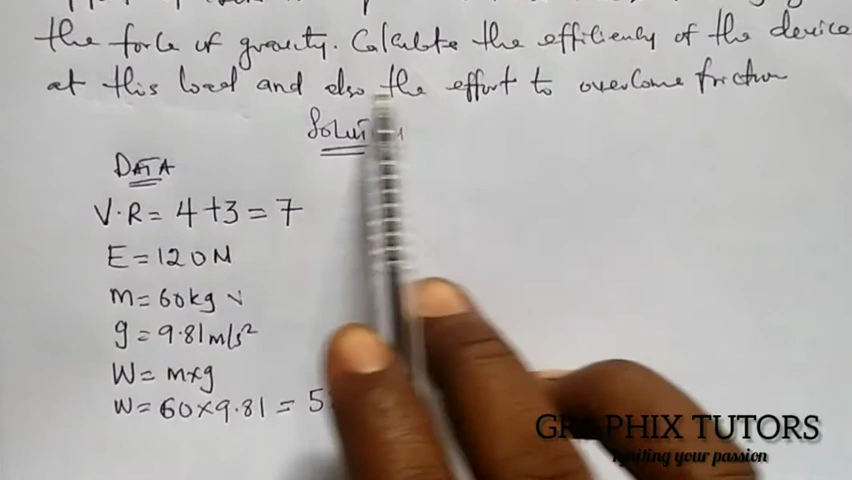 the force of gravity. Calculate the efficiency of the device
at this load and also the effort to overcome friction
DATA
V.R = 4+3 = 7
E = 120N
m = 60kg
g = 9.81m/s²
W = mxg
W = 60×9.81 = 5
GRAPHIX TUTORS
igniting your passion